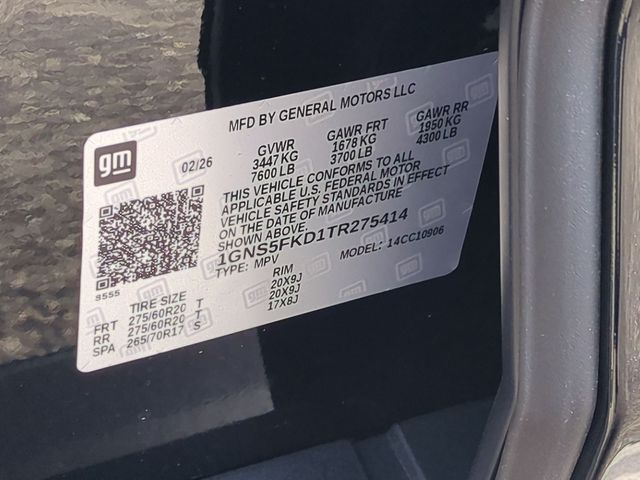 MFD BY GENERAL MOTORS LLC
gm
02/26
GVWR GAWR FRT GAWR RR
3447 KG 1678 KG 1950 KG
7600 LB 3700 LB 4300 LB
THIS VEHICLE CONFORMS TO ALL
APPLICABLE U.S. FEDERAL MOTOR
VEHICLE SAFETY STANDARDS IN EFFECT
ON THE DATE OF MANUFACTURE
SHOWN ABOVE.
1GNS5FKD1TR275414
TYPE: MPV MODEL: 14CC10906
8555
TIRE SIZE RIM
FRT 275/60R20 T 20X9J
RR 275/60R20 T 20X9J
SPA 265/70R17 S 17X8J